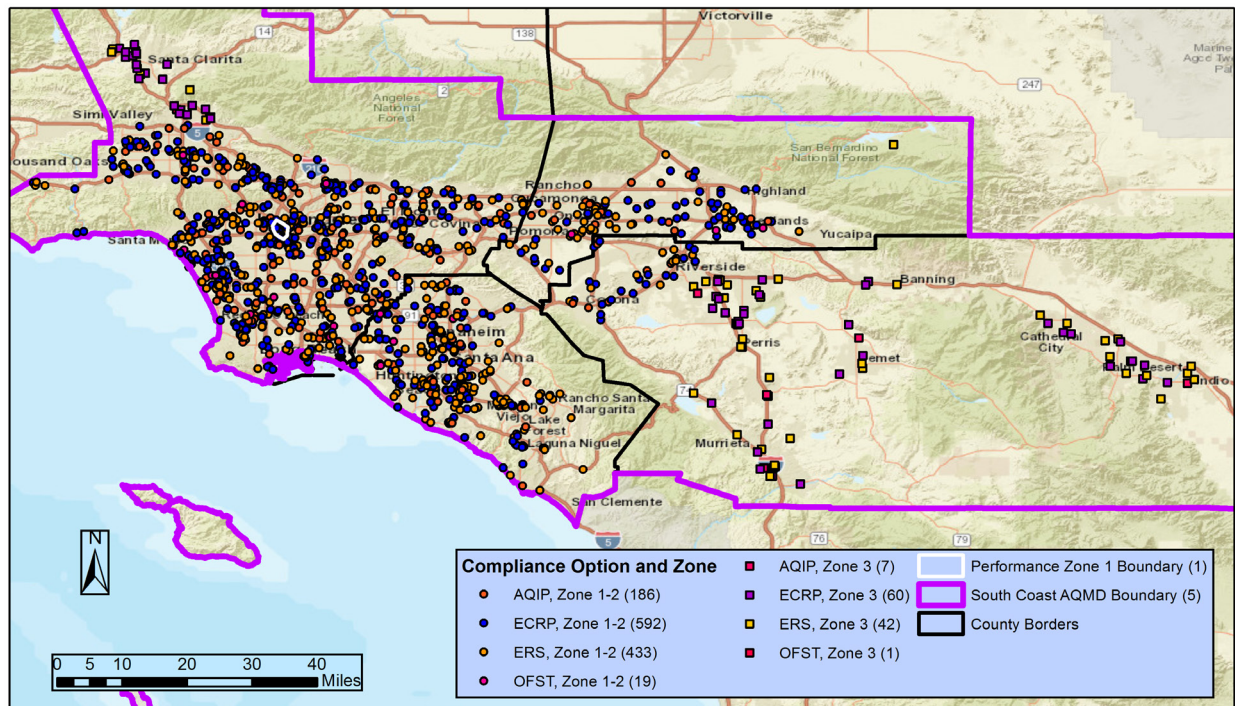 Victorville
14
138
Santa Clarita
2
247
Angeles
National
Forest
Simi Valley
5
San Bernardino
National Forest
ousand Oaks
Rancho
Highland
Covina
Yucaipa
Santa M
Pomona
Riverside
Banning
Corona
91
Perris
Cathedral
City
Santa Ana
Huntington
Rancho Santa
Margarita
Viejo
Lake
Forest
Laguna Niguel
Murrieta
San Clemente
5
76
79
N
Compliance Option and Zone
AQIP, Zone 1-2 (186)
ECRP, Zone 1-2 (592)
ERS, Zone 1-2 (433)
OFST, Zone 1-2 (19)
AQIP, Zone 3 (7)
ECRP, Zone 3 (60)
ERS, Zone 3 (42)
OFST, Zone 3 (1)
Performance Zone 1 Boundary (1)
South Coast AQMD Boundary (5)
County Borders
0 5 10 20 30 40
Miles